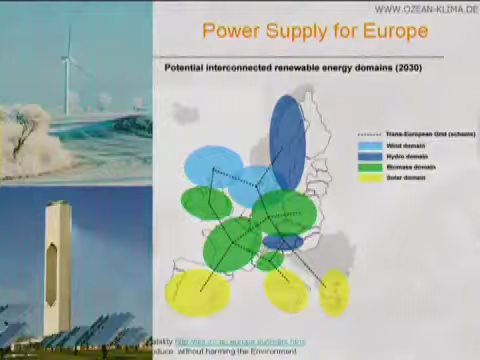 WWW.OZEAN-KLIMA.DE
Power Supply for Europe
Potential interconnected renewable energy domains (2030)
Trans-European Grid (scheme)
Wind domain
Hydro domain
Biomass domain
Solar domain
without harming the Environment